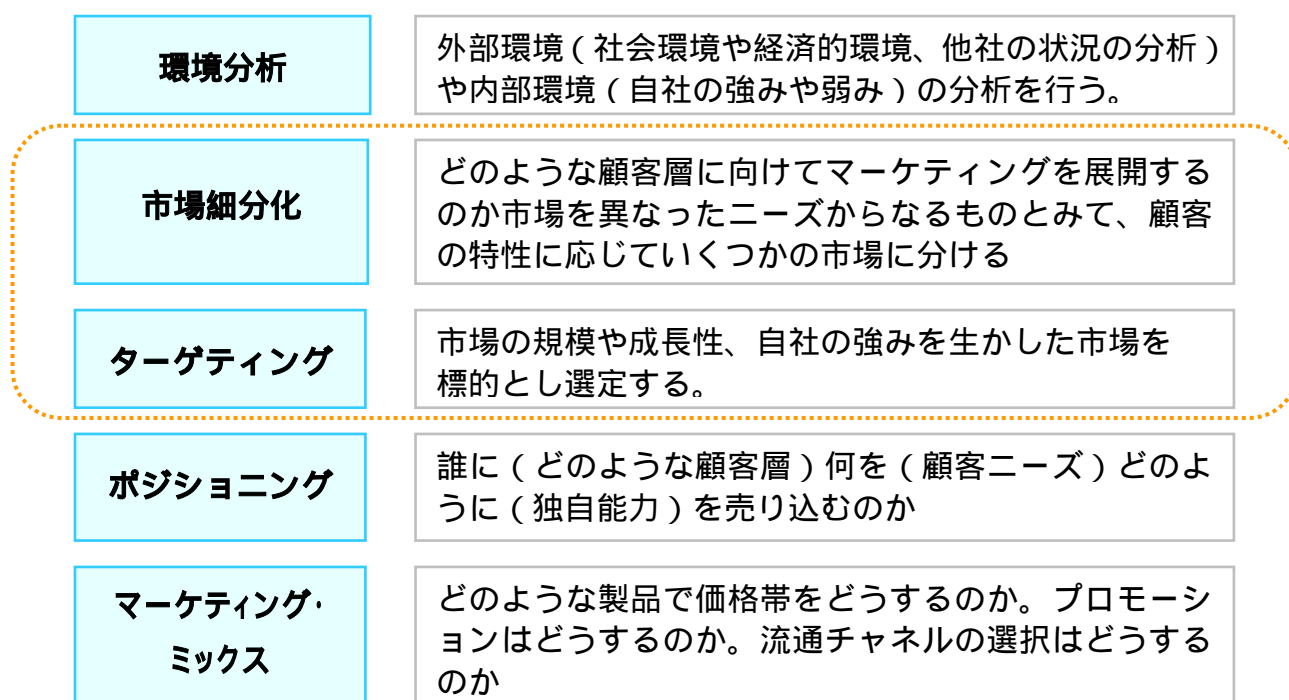 環境分析
外部環境（社会環境や経済的環境、他社の状況の分析）
や内部環境（自社の強みや弱み）の分析を行う。
市場細分化
どのような顧客層に向けてマーケティングを展開する
のか市場を異なったニーズからなるものとみて、顧客
の特性に応じていくつかの市場に分ける
ターゲティング
市場の規模や成長性、自社の強みを生かした市場を
標的とし選定する。
ポジショニング
誰に（どのような顧客層）何を（顧客ニーズ）どのよ
うに（独自能力）を売り込むのか
マーケティング・
ミックス
どのような製品で価格帯をどうするのか。プロモーシ
ョンはどうするのか。流通チャネルの選択はどうする
のか